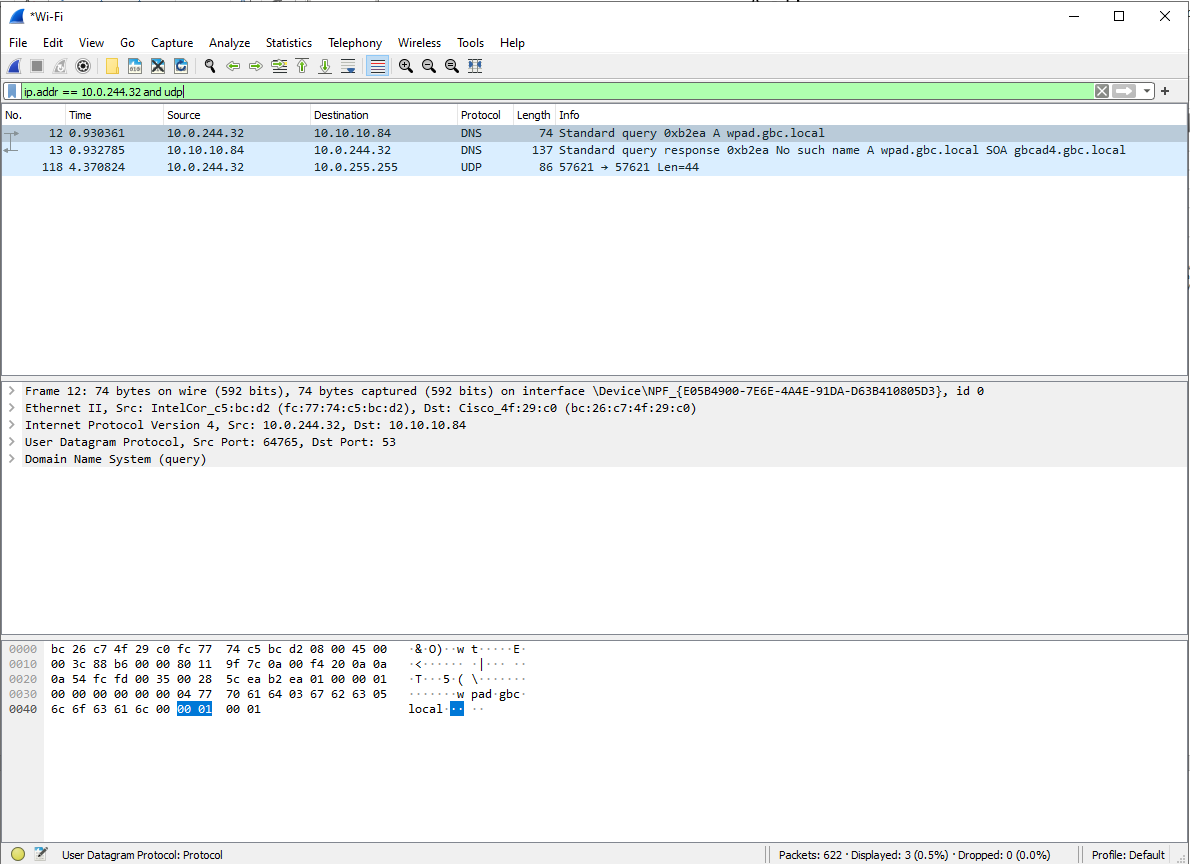 *Wi-Fi
File Edit View Go Capture Analyze Statistics Telephony Wireless Tools Help
ip.addr == 10.0.244.32 and udp
No. Time Source Destination Protocol Length Info
12 0.930361 10.0.244.32 10.10.10.84 DNS 74 Standard query 0xb2ea A wpad.gbc.local
13 0.932785 10.10.10.84 10.0.244.32 DNS 137 Standard query response 0xb2ea No such name A wpad.gbc.local SOA gbcad4.gbc.local
118 4.370824 10.0.244.32 10.0.255.255 UDP 86 57621 → 57621 Len=44
Frame 12: 74 bytes on wire (592 bits), 74 bytes captured (592 bits) on interface \Device\NPF_{E05B4900-7E6E-4A4E-91DA-D63B410805D3}, id 0
Ethernet II, Src: IntelCor_c5:bc:d2 (fc:77:74:c5:bc:d2), Dst: Cisco_4f:29:c0 (bc:26:c7:4f:29:c0)
Internet Protocol Version 4, Src: 10.0.244.32, Dst: 10.10.10.84
User Datagram Protocol, Src Port: 64765, Dst Port: 53
Domain Name System (query)
0000 bc 26 c7 4f 29 c0 fc 77 74 c5 bc d2 08 00 45 00 ·&·O)··w t·····E·
0010 00 3c 88 b6 00 00 80 11 9f 7c 0a 00 f4 20 0a 0a ·<······ ·|··· ··
0020 0a 54 fc fd 00 35 00 28 5c ea b2 ea 01 00 00 01 ·T···5·( \·······
0030 00 00 00 00 00 00 04 77 70 61 64 03 67 62 63 05 ·······w pad·gbc·
0040 6c 6f 63 61 6c 00 00 01 00 01 local··· ··
User Datagram Protocol: Protocol Packets: 622 · Displayed: 3 (0.5%) · Dropped: 0 (0.0%) Profile: Default